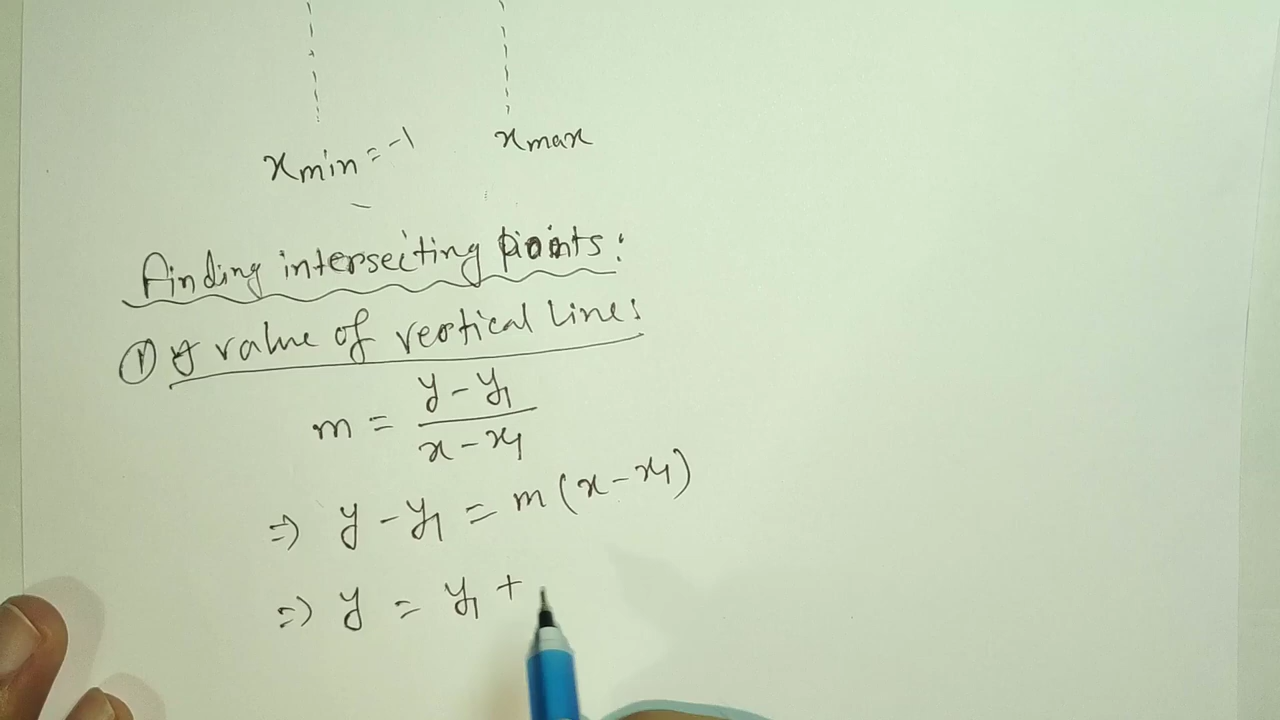 xmin = -1 xmax
finding intersecting points:
① y value of vertical lines
m = y - y1 / x - x1
=> y - y1 = m (x - x1)
=> y = y1 +